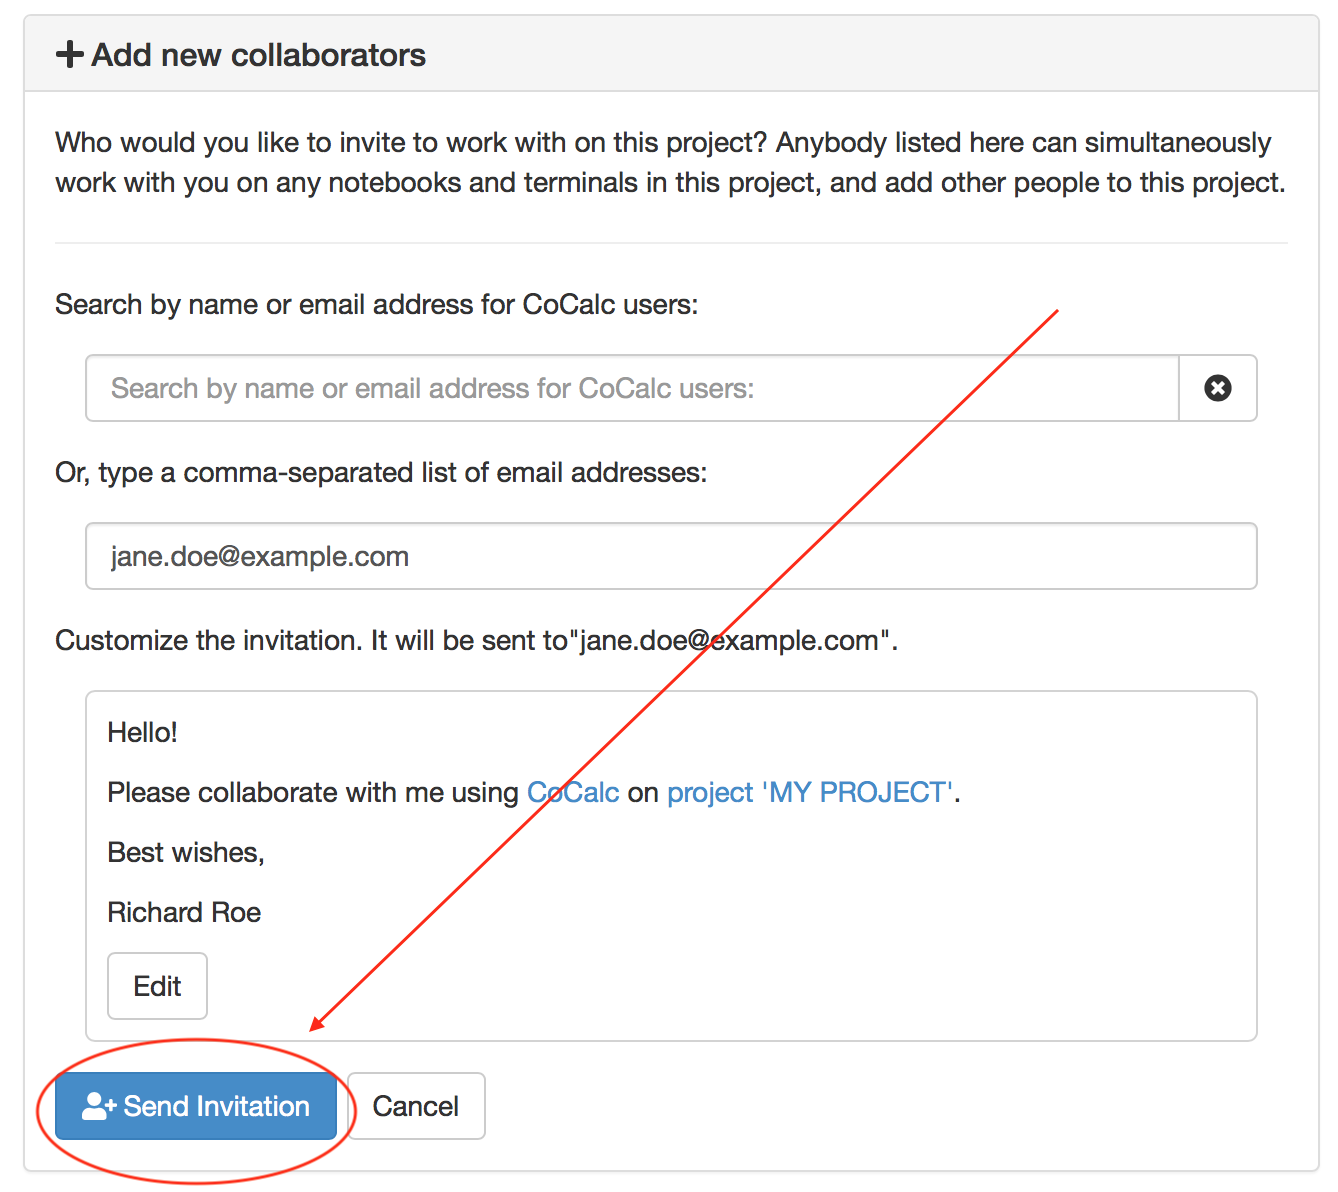 Add new collaborators
Who would you like to invite to work with on this project? Anybody listed here can simultaneously
work with you on any notebooks and terminals in this project, and add other people to this project.
Search by name or email address for CoCalc users:
Search by name or email address for CoCalc users:
Or, type a comma-separated list of email addresses:
jane.doe@example.com
Customize the invitation. It will be sent to"jane.doe@example.com".
Hello!
Please collaborate with me using CoCalc on project 'MY PROJECT'.
Best wishes,
Richard Roe
Edit
Send Invitation Cancel